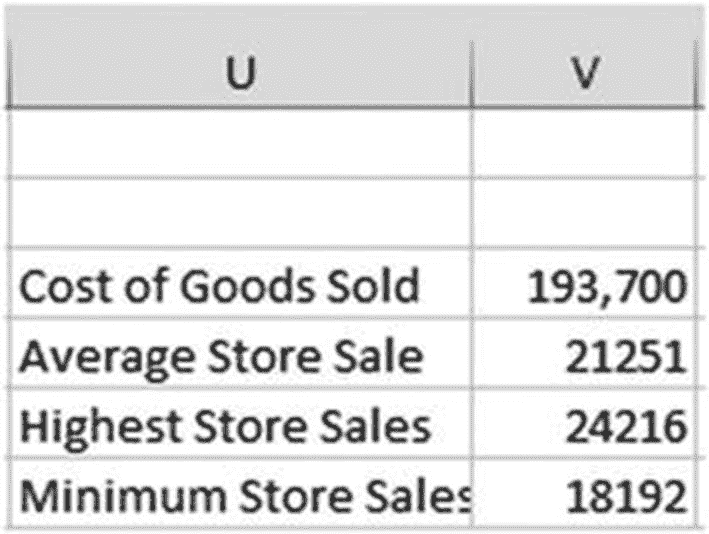 U V
Cost of Goods Sold 193,700
Average Store Sale 21251
Highest Store Sales 24216
Minimum Store Sales 18192